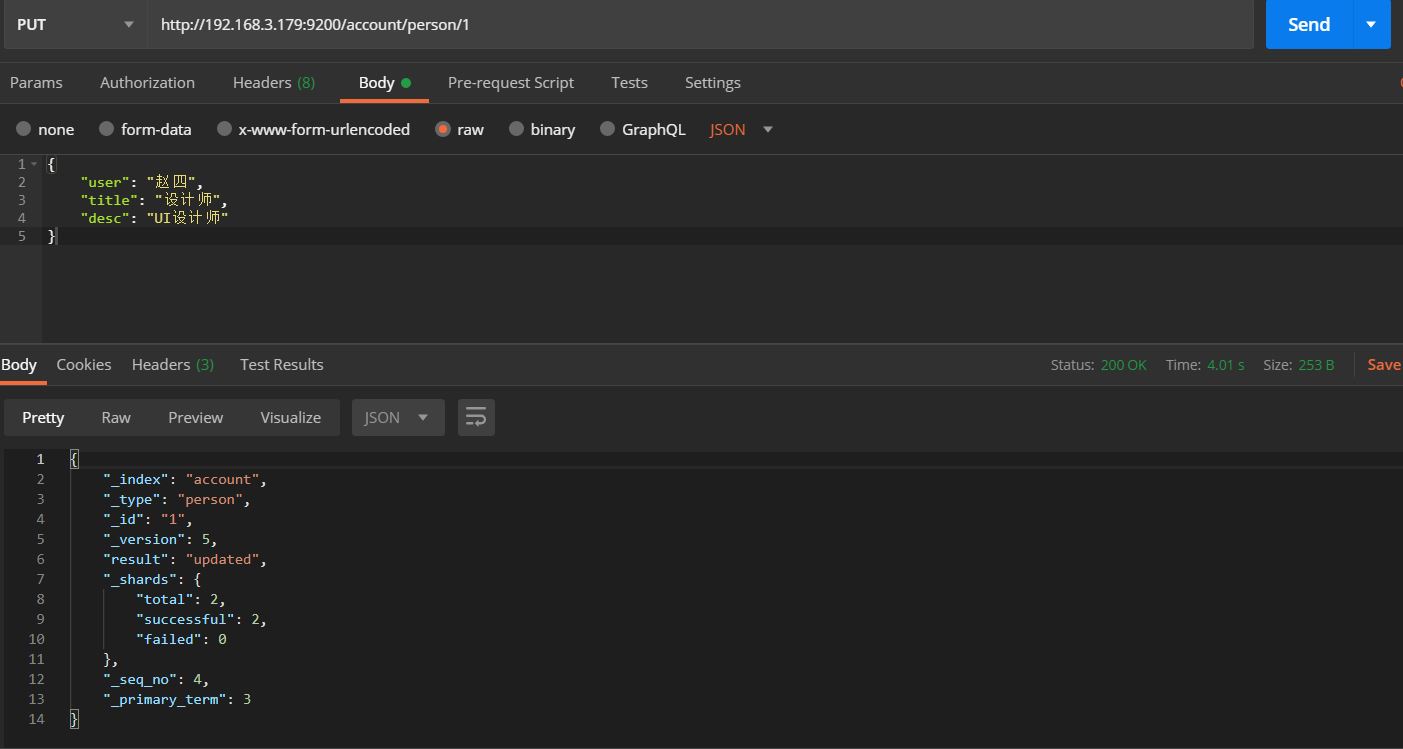 PUT http://192.168.3.179:9200/account/person/1 Send
Params Authorization Headers (8) Body Pre-request Script Tests Settings
none form-data x-www-form-urlencoded raw binary GraphQL JSON
1 {
2 "user": "赵四",
3 "title": "设计师",
4 "desc": "UI设计师"
5 }
Body Cookies Headers (3) Test Results Status: 200 OK Time: 4.01 s Size: 253 B Save
Pretty Raw Preview Visualize JSON
1 {
2 "_index": "account",
3 "_type": "person",
4 "_id": "1",
5 "_version": 5,
6 "result": "updated",
7 "_shards": {
8 "total": 2,
9 "successful": 2,
10 "failed": 0
11 },
12 "_seq_no": 4,
13 "_primary_term": 3
14 }